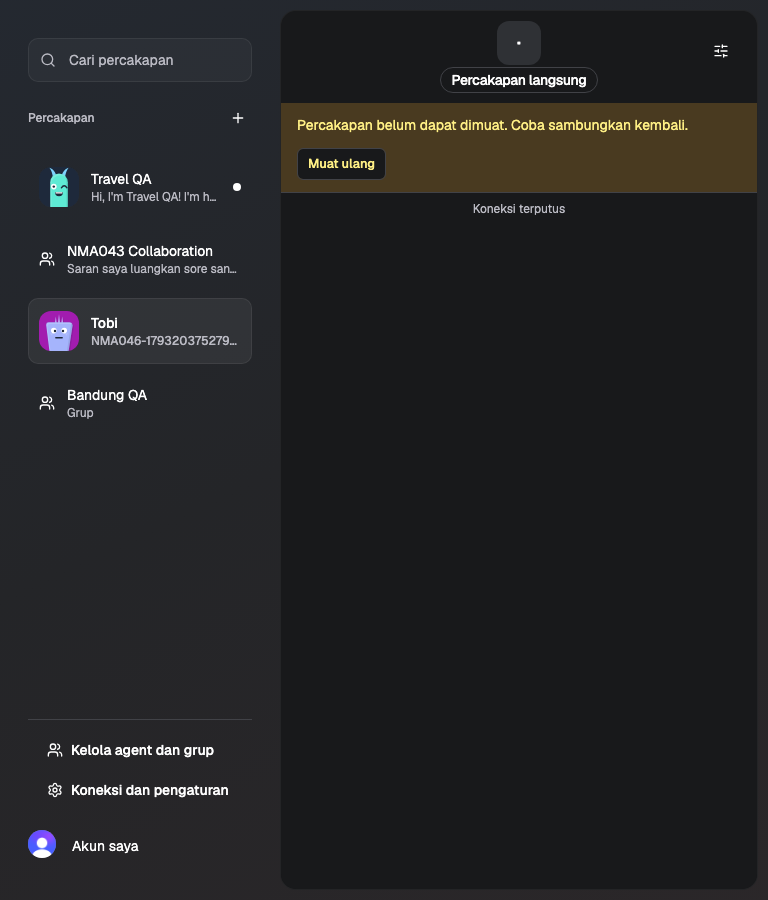 Cari percakapan
Percakapan
Travel QA
Hi, I'm Travel QA! I'm h...
NMA043 Collaboration
Saran saya luangkan sore san...
Tobi
NMA046-179320375279...
Bandung QA
Grup
Kelola agent dan grup
Koneksi dan pengaturan
Akun saya
Percakapan langsung
Percakapan belum dapat dimuat. Coba sambungkan kembali.
Muat ulang
Koneksi terputus